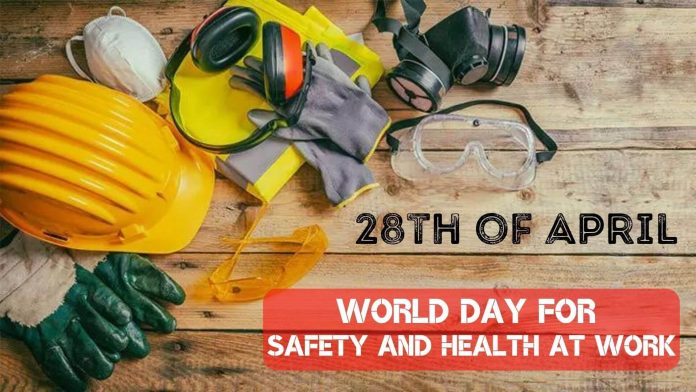 28TH OF APRIL
WORLD DAY FOR
SAFETY AND HEALTH AT WORK